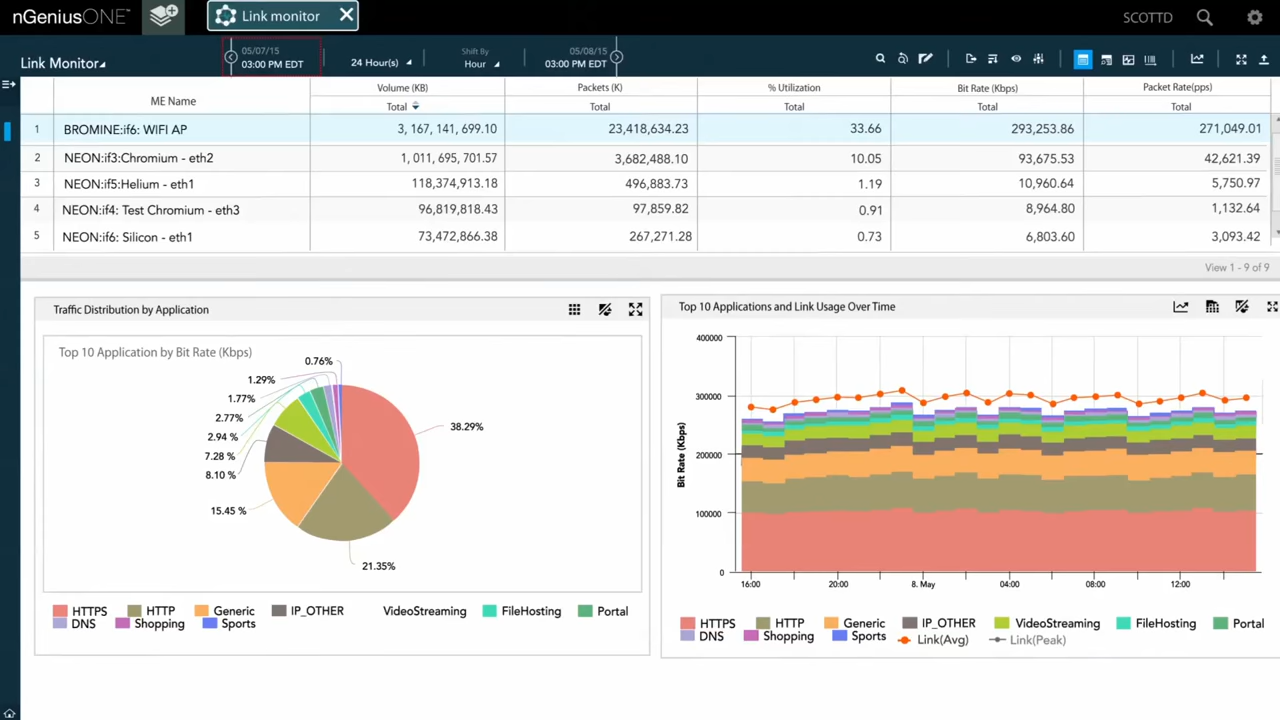 nGeniusONE™
Link monitor
SCOTTD
Link Monitor
05/07/15
03:00 PM EDT
24 Hour(s)
Shift By
Hour
05/08/15
03:00 PM EDT
ME Name Volume (KB) Packets (K) % Utilization Bit Rate (Kbps) Packet Rate(pps)
Total Total Total Total Total
1 BROMINE:if6: WIFI AP 3, 167, 141, 699.10 23,418,634.23 33.66 293,253.86 271,049.01
2 NEON:if3:Chromium - eth2 1, 011, 695, 701.57 3,682,488.10 10.05 93,675.53 42,621.39
3 NEON:if5:Helium - eth1 118,374,913.18 496,883.73 1.19 10,960.64 5,750.97
4 NEON:if4: Test Chromium - eth3 96,819,818.43 97,859.82 0.91 8,964.80 1,132.64
5 NEON:if6: Silicon - eth1 73,472,866.38 267,271.28 0.73 6,803.60 3,093.42
View 1 - 9 of 9
Traffic Distribution by Application
Top 10 Application by Bit Rate (Kbps)
0.76%
1.29%
1.77%
2.77%
2.94 %
7.28 %
8.10 %
15.45 %
38.29%
21.35%
HTTPS HTTP Generic IP_OTHER VideoStreaming FileHosting Portal
DNS Shopping Sports
Top 10 Applications and Link Usage Over Time
Bit Rate (Kbps)
400000
300000
200000
100000
0
16:00 20:00 8. May 04:00 08:00 12:00
HTTPS HTTP Generic IP_OTHER VideoStreaming FileHosting Portal
DNS Shopping Sports Link(Avg) Link(Peak)